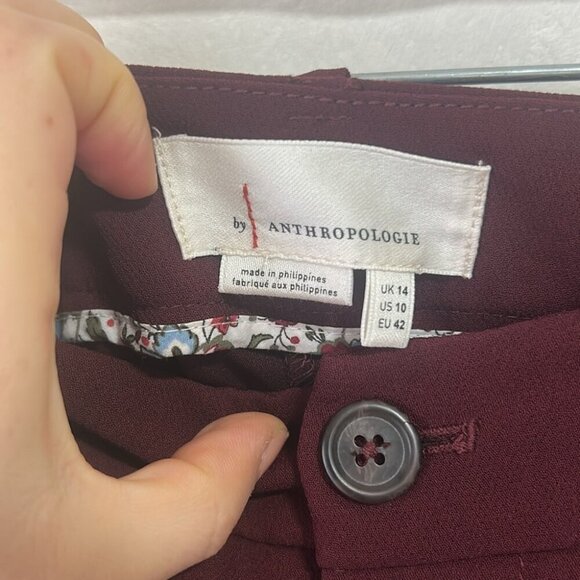 by ANTHROPOLOGIE
made in philippines
fabriqué aux philippines
UK 14
US 10
EU 42